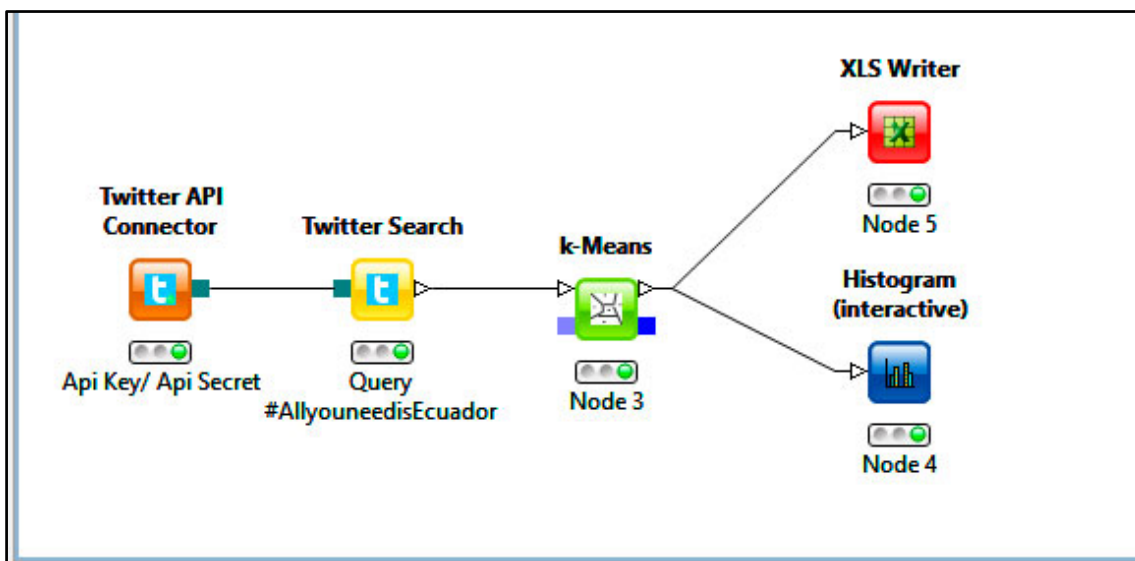 Twitter API
Connector
Api Key/ Api Secret
Twitter Search
Query
#AllyouneedisEcuador
k-Means
Node 3
XLS Writer
Node 5
Histogram
(interactive)
Node 4